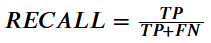 RECALL = TP / TP+FN